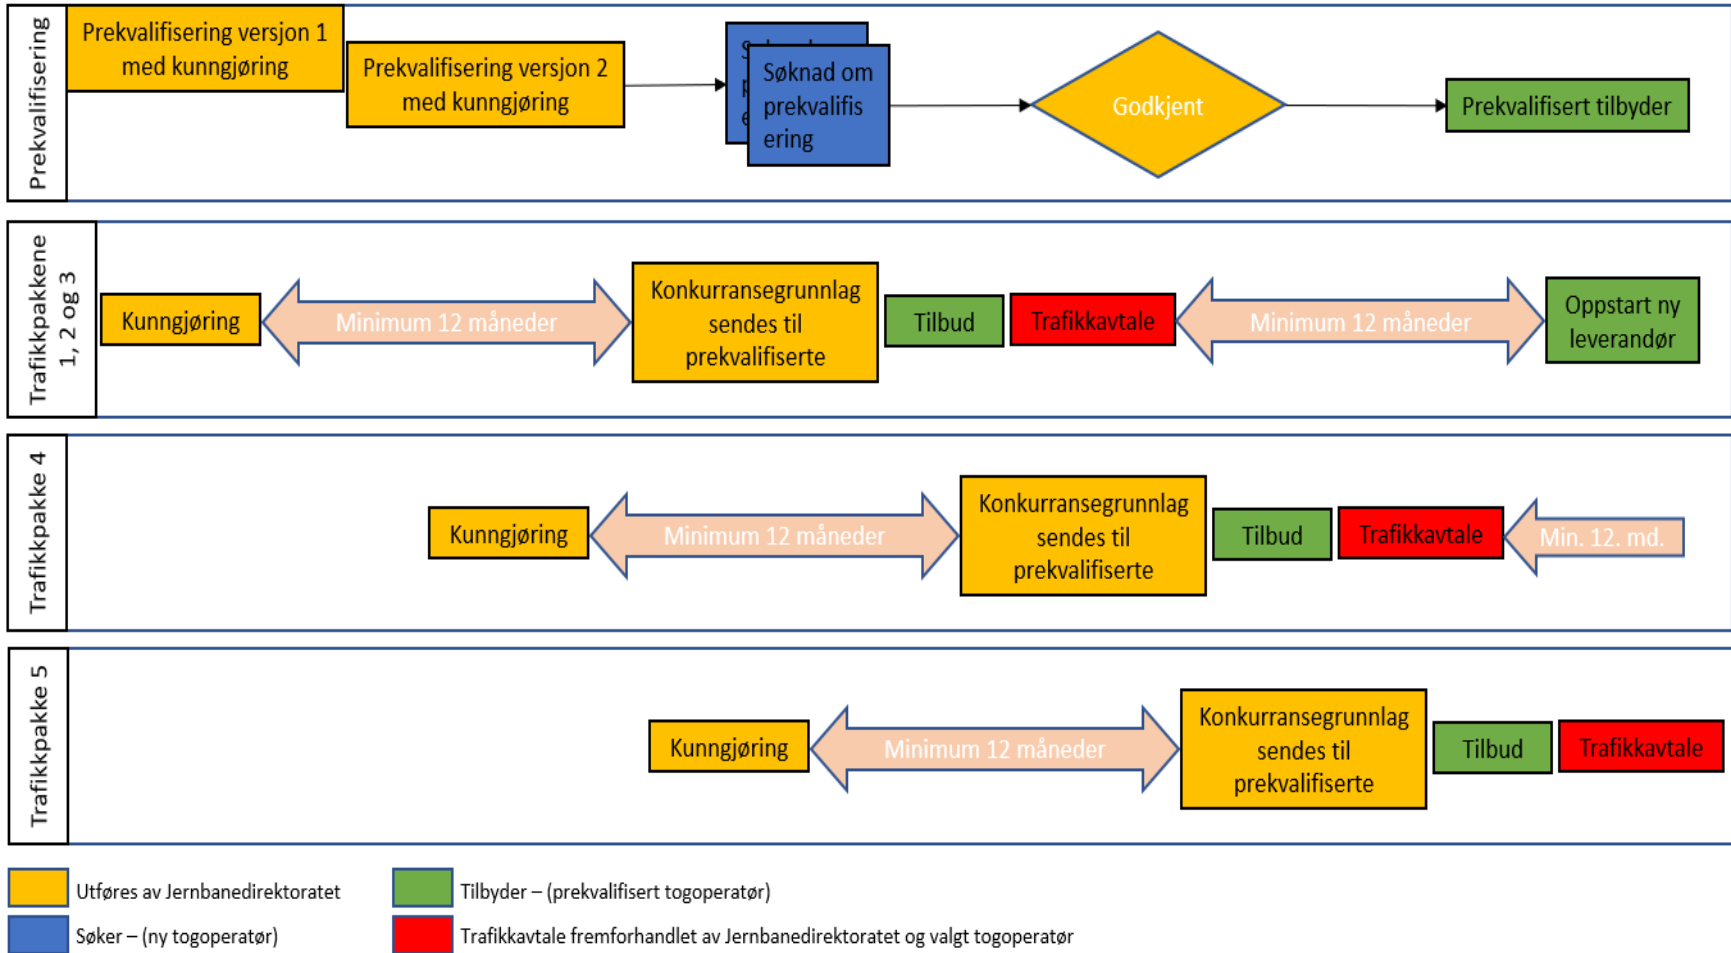 Prekvalifisering
Prekvalifisering versjon 1
med kunngjøring
Prekvalifisering versjon 2
med kunngjøring
Søknad om
prekvalifis
ering
Godkjent
Prekvalifisert tilbyder
Trafikkpakkene
1, 2 og 3
Kunngjøring
Minimum 12 måneder
Konkurransegrunnlag
sendes til
prekvalifiserte
Tilbud
Trafikkavtale
Minimum 12 måneder
Oppstart ny
leverandør
Trafikkpakke 4
Kunngjøring
Minimum 12 måneder
Konkurransegrunnlag
sendes til
prekvalifiserte
Tilbud
Trafikkavtale
Min. 12. md.
Trafikkpakke 5
Kunngjøring
Minimum 12 måneder
Konkurransegrunnlag
sendes til
prekvalifiserte
Tilbud
Trafikkavtale
Utføres av Jernbanedirektoratet
Tilbyder – (prekvalifisert togoperatør)
Søker – (ny togoperatør)
Trafikkavtale fremforhandlet av Jernbanedirektoratet og valgt togoperatør